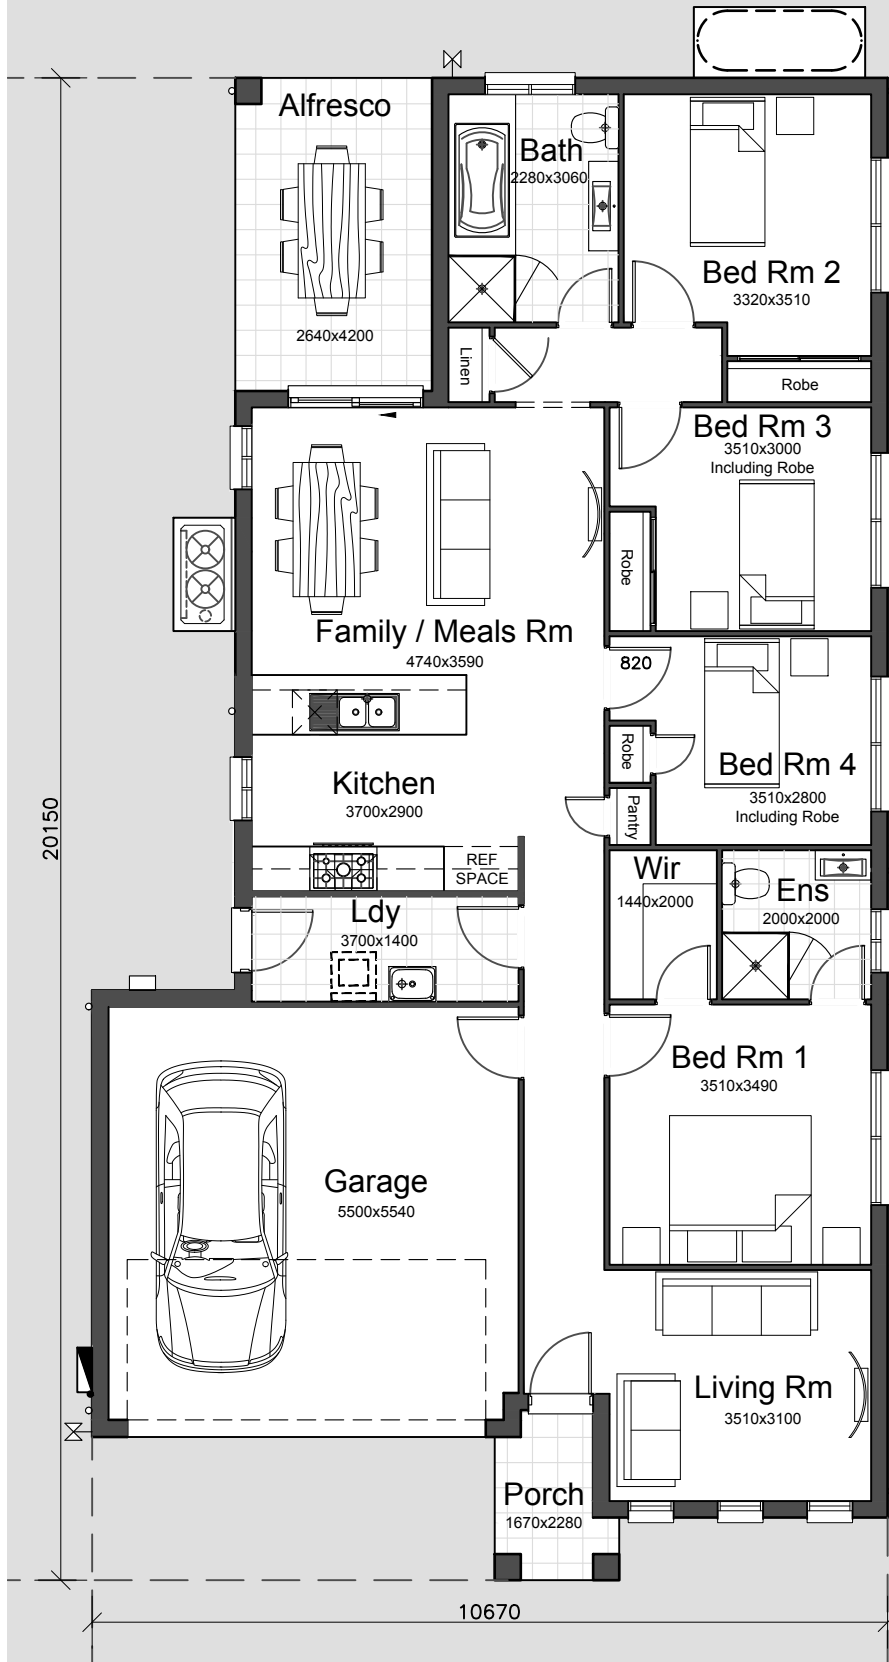 Alfresco
2640x4200
Bath
2280x3060
Bed Rm 2
3320x3510
Linen
Robe
Bed Rm 3
3510x3000
Including Robe
Robe
Family / Meals Rm
4740x3590
820
Robe
Bed Rm 4
3510x2800
Including Robe
Kitchen
3700x2900
Pantry
REF
SPACE
Wir
1440x2000
Ens
2000x2000
Ldy
3700x1400
Bed Rm 1
3510x3490
Garage
5500x5540
Living Rm
3510x3100
Porch
1670x2280
20150
10670